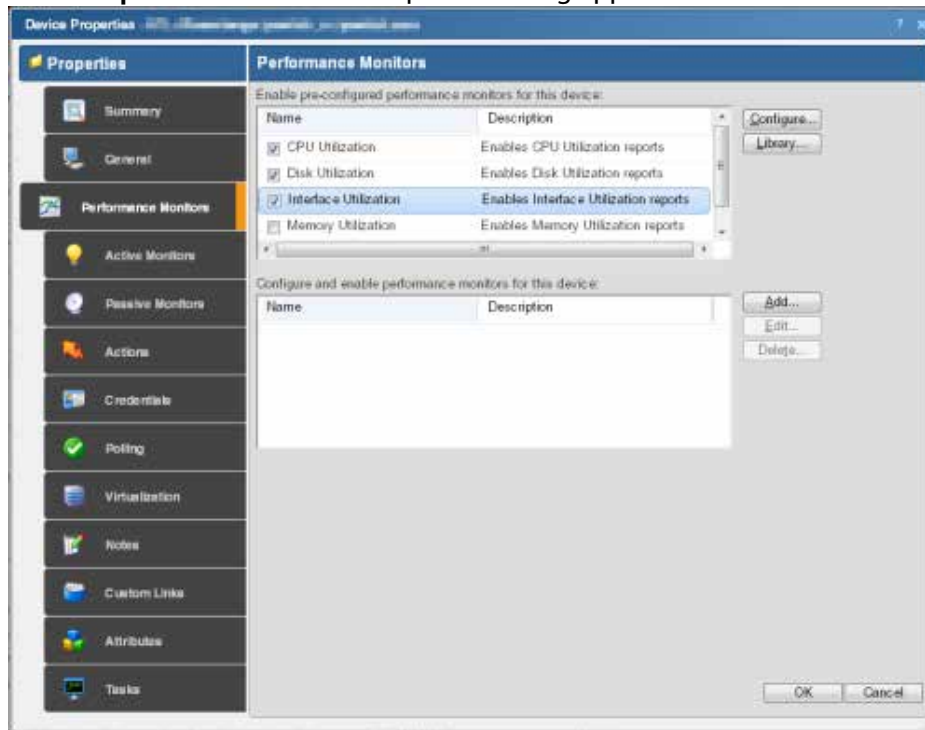 Device Properties
? x
Properties
Summary
General
Performance Monitors
Active Monitors
Passive Monitors
Actions
Credentials
Polling
Virtualization
Notes
Custom Links
Attributes
Tasks
Performance Monitors
Enable pre-configured performance monitors for this device:
Name Description
CPU Utilization Enables CPU Utilization reports
Disk Utilization Enables Disk Utilization reports
Interface Utilization Enables Interface Utilization reports
Memory Utilization Enables Memory Utilization reports
Configure...
Library...
Configure and enable performance monitors for this device:
Name Description
Add...
Edit...
Delete...
OK Cancel